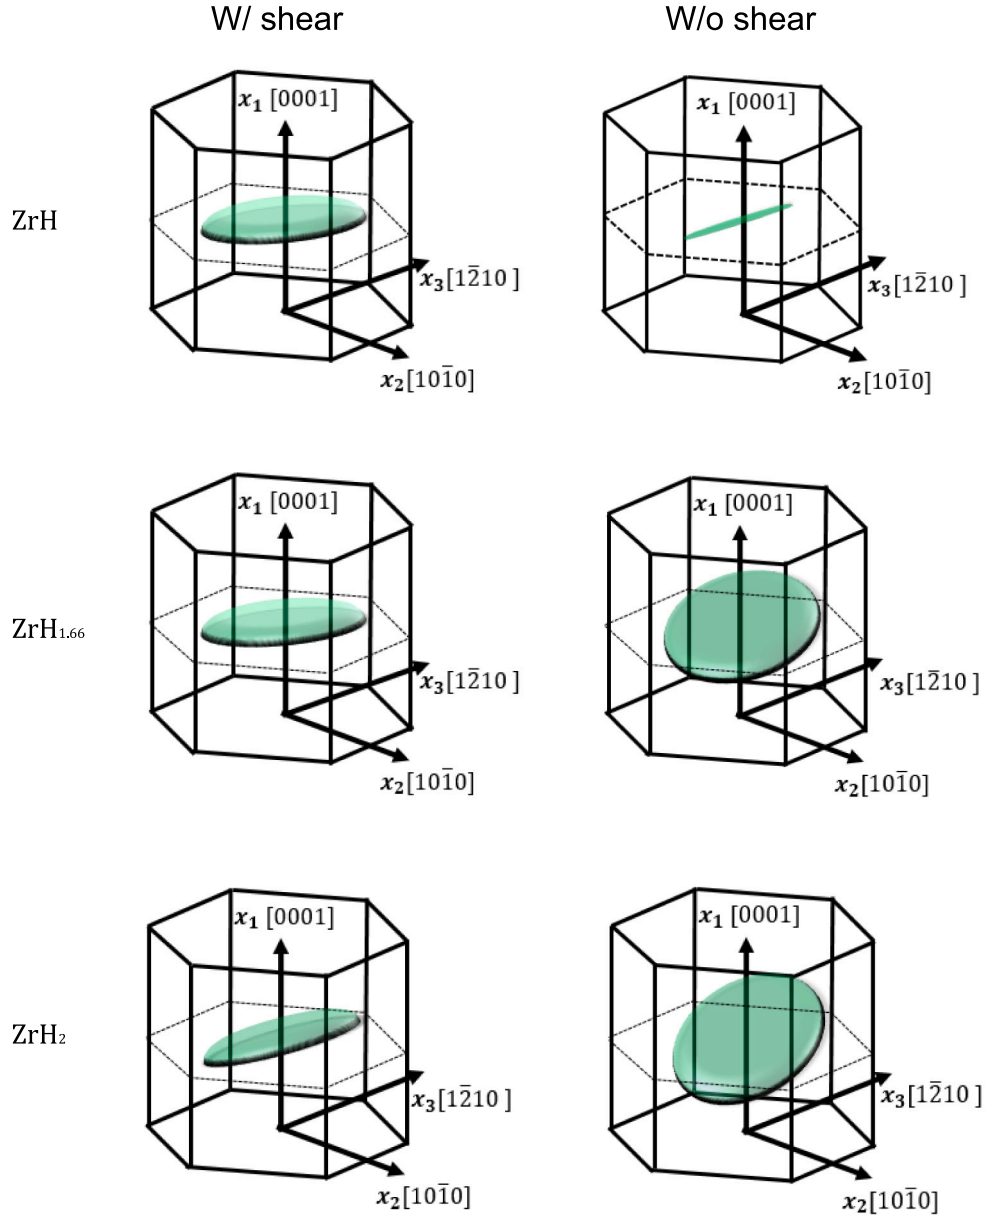 W/ shear W/o shear
x₁ [0001] x₁ [0001]
ZrH
x₃[12̅10 ] x₃[12̅10 ]
x₂[101̅0] x₂[101̅0]
x₁ [0001] x₁ [0001]
ZrH₁.₆₆
x₃[12̅10 ] x₃[12̅10 ]
x₂[101̅0] x₂[101̅0]
x₁ [0001] x₁ [0001]
ZrH₂
x₃[12̅10 ] x₃[12̅10 ]
x₂[101̅0] x₂[101̅0]